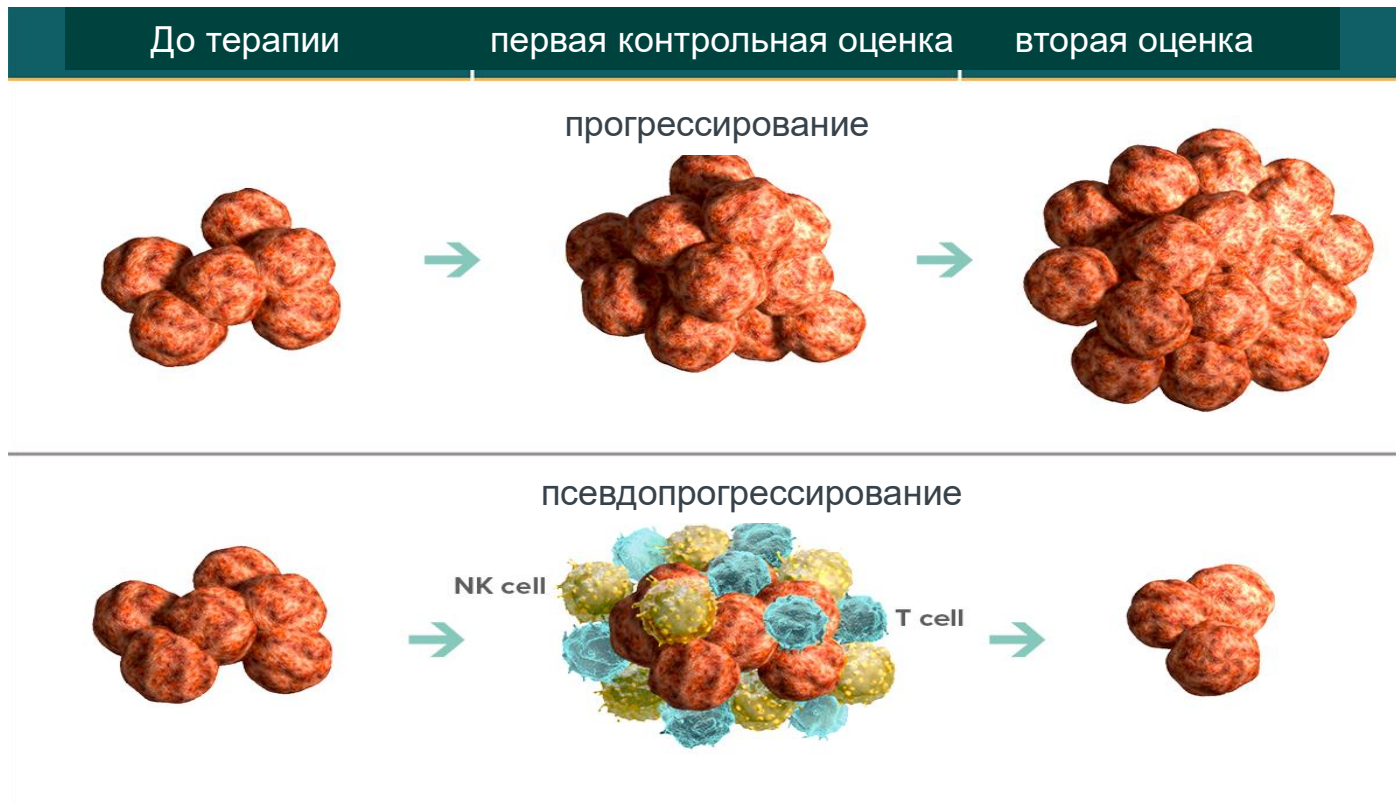 До терапии
первая контрольная оценка
вторая оценка
прогрессирование
псевдопрогрессирование
NK cell
T cell